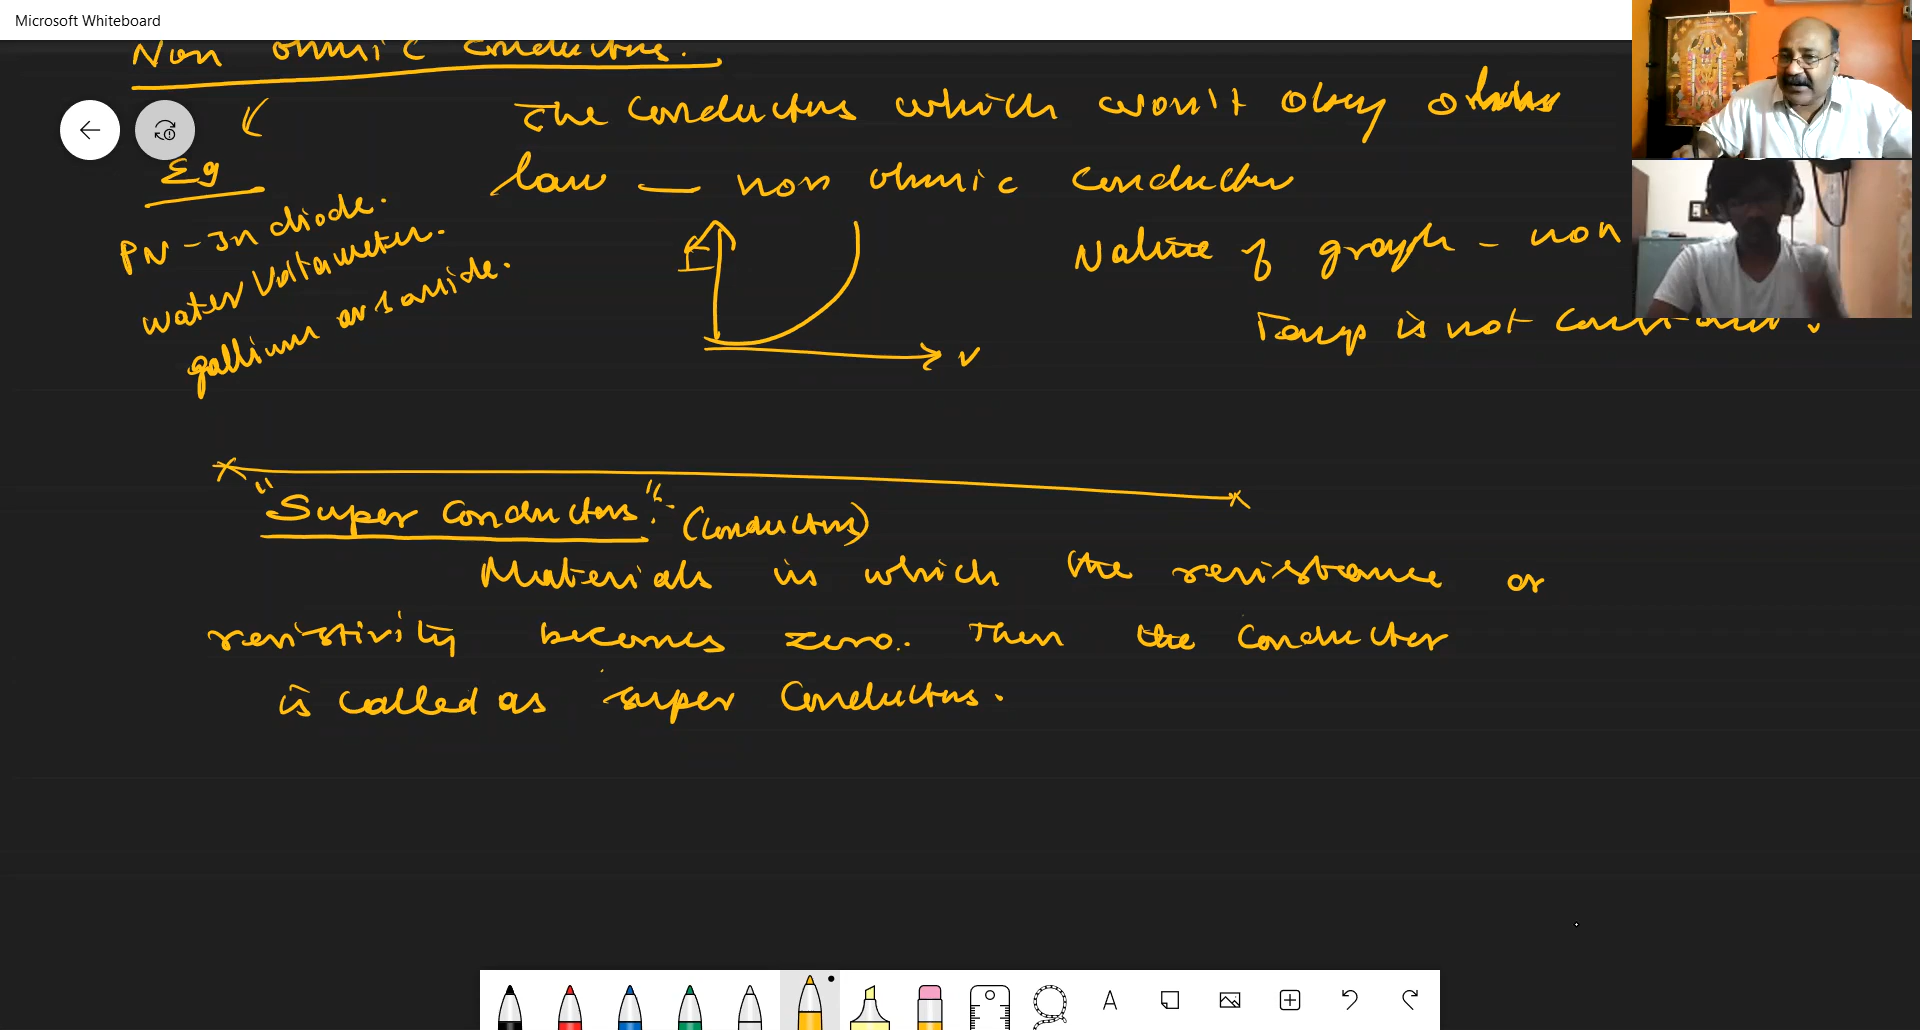 Microsoft Whiteboard
Non ohmic conductors.
The conductors which won't obey ohms
law — non ohmic conductor
Eg
PN - Jn diode.
water Voltameter.
gallium arsanide.
I
V
Nature of graph - non
Temp is not constant.
"Super conductors": (conductors)
Materials in which the resistance or
resistivity becomes zero. Then the conductor
is called as super conductors.
A